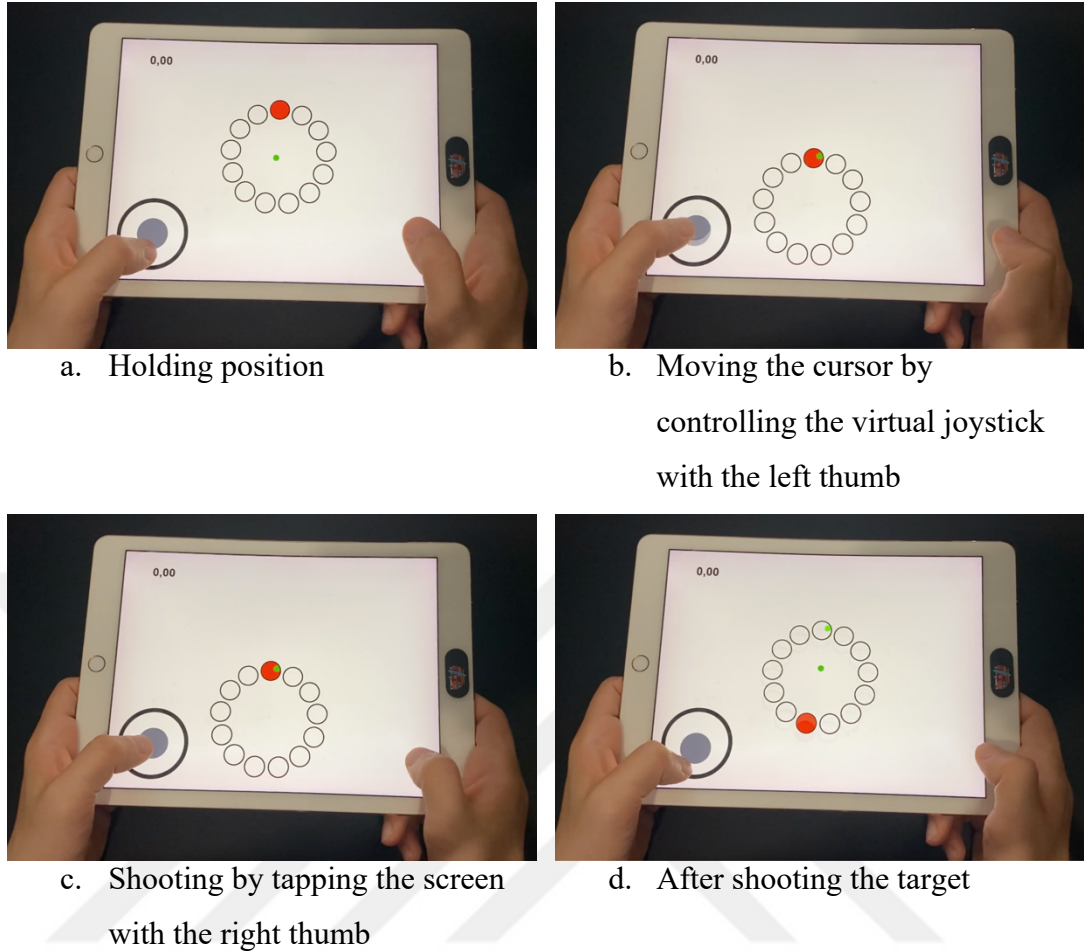 0,00
0,00
a. Holding position
b. Moving the cursor by
controlling the virtual joystick
with the left thumb
0,00
0,00
c. Shooting by tapping the screen
with the right thumb
d. After shooting the target